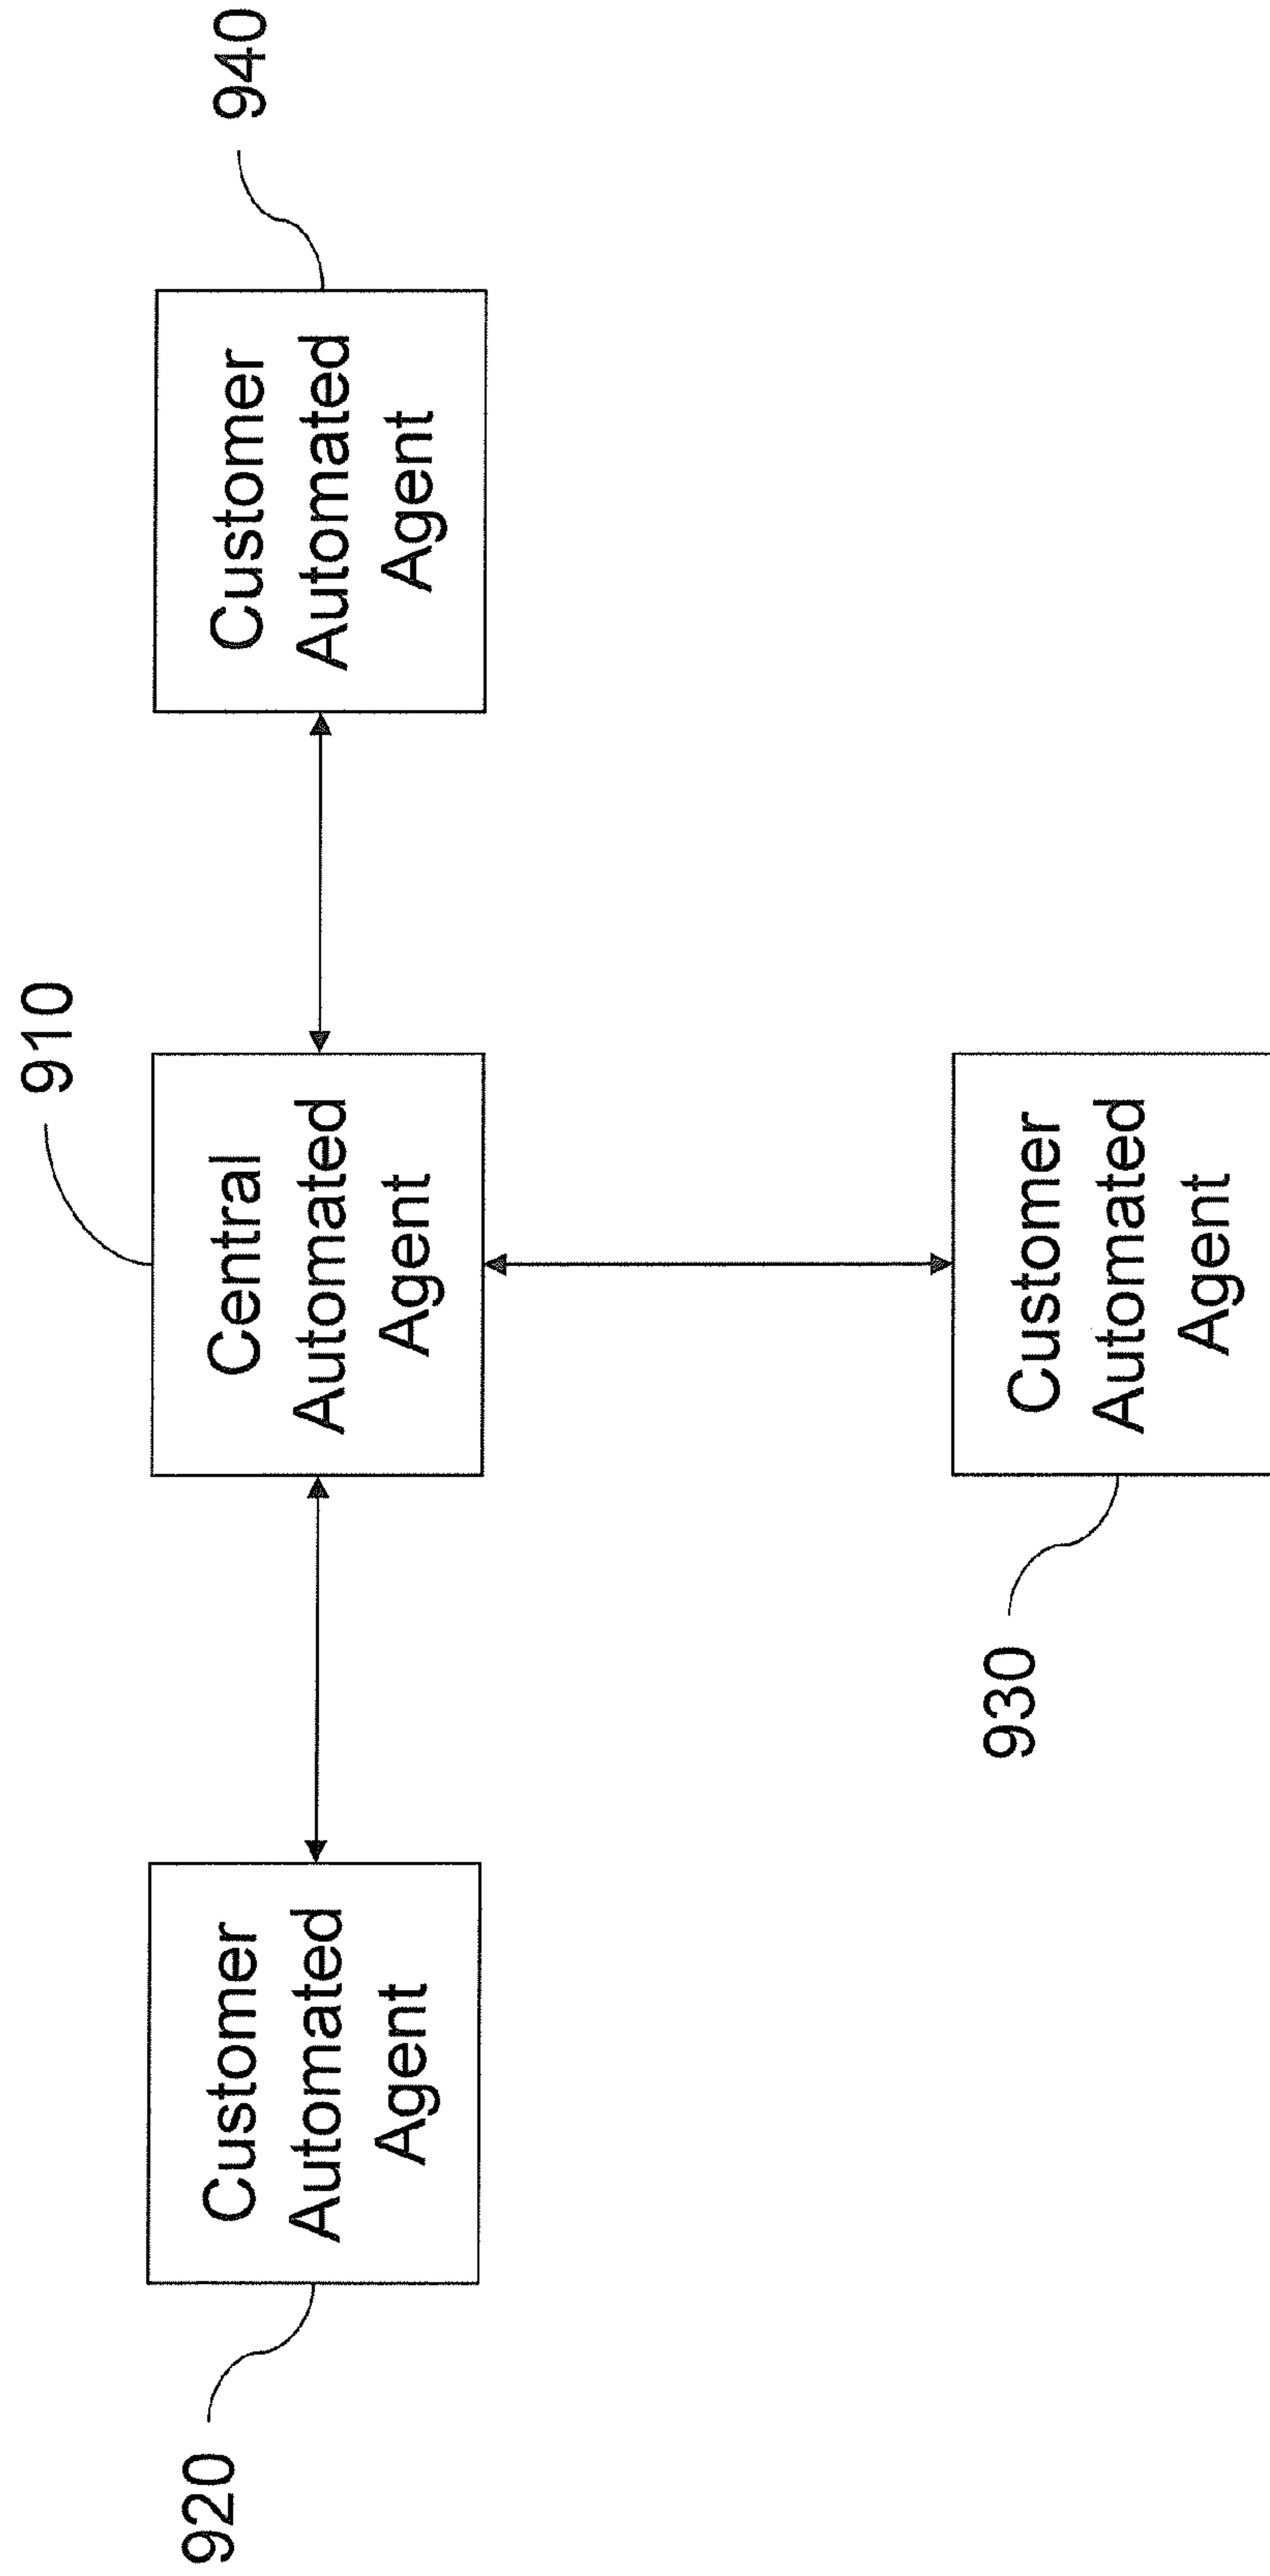 910
920
Customer
Automated
Agent
Central
Automated
Agent
Customer
Automated
Agent
940
930
Customer
Automated
Agent